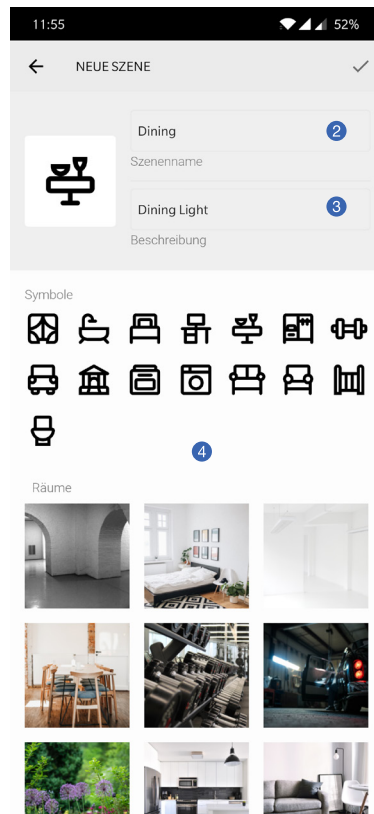 11:55
52%
NEUE SZENE
Dining
2
Szenenname
Dining Light
3
Beschreibung
Symbole
4
Räume